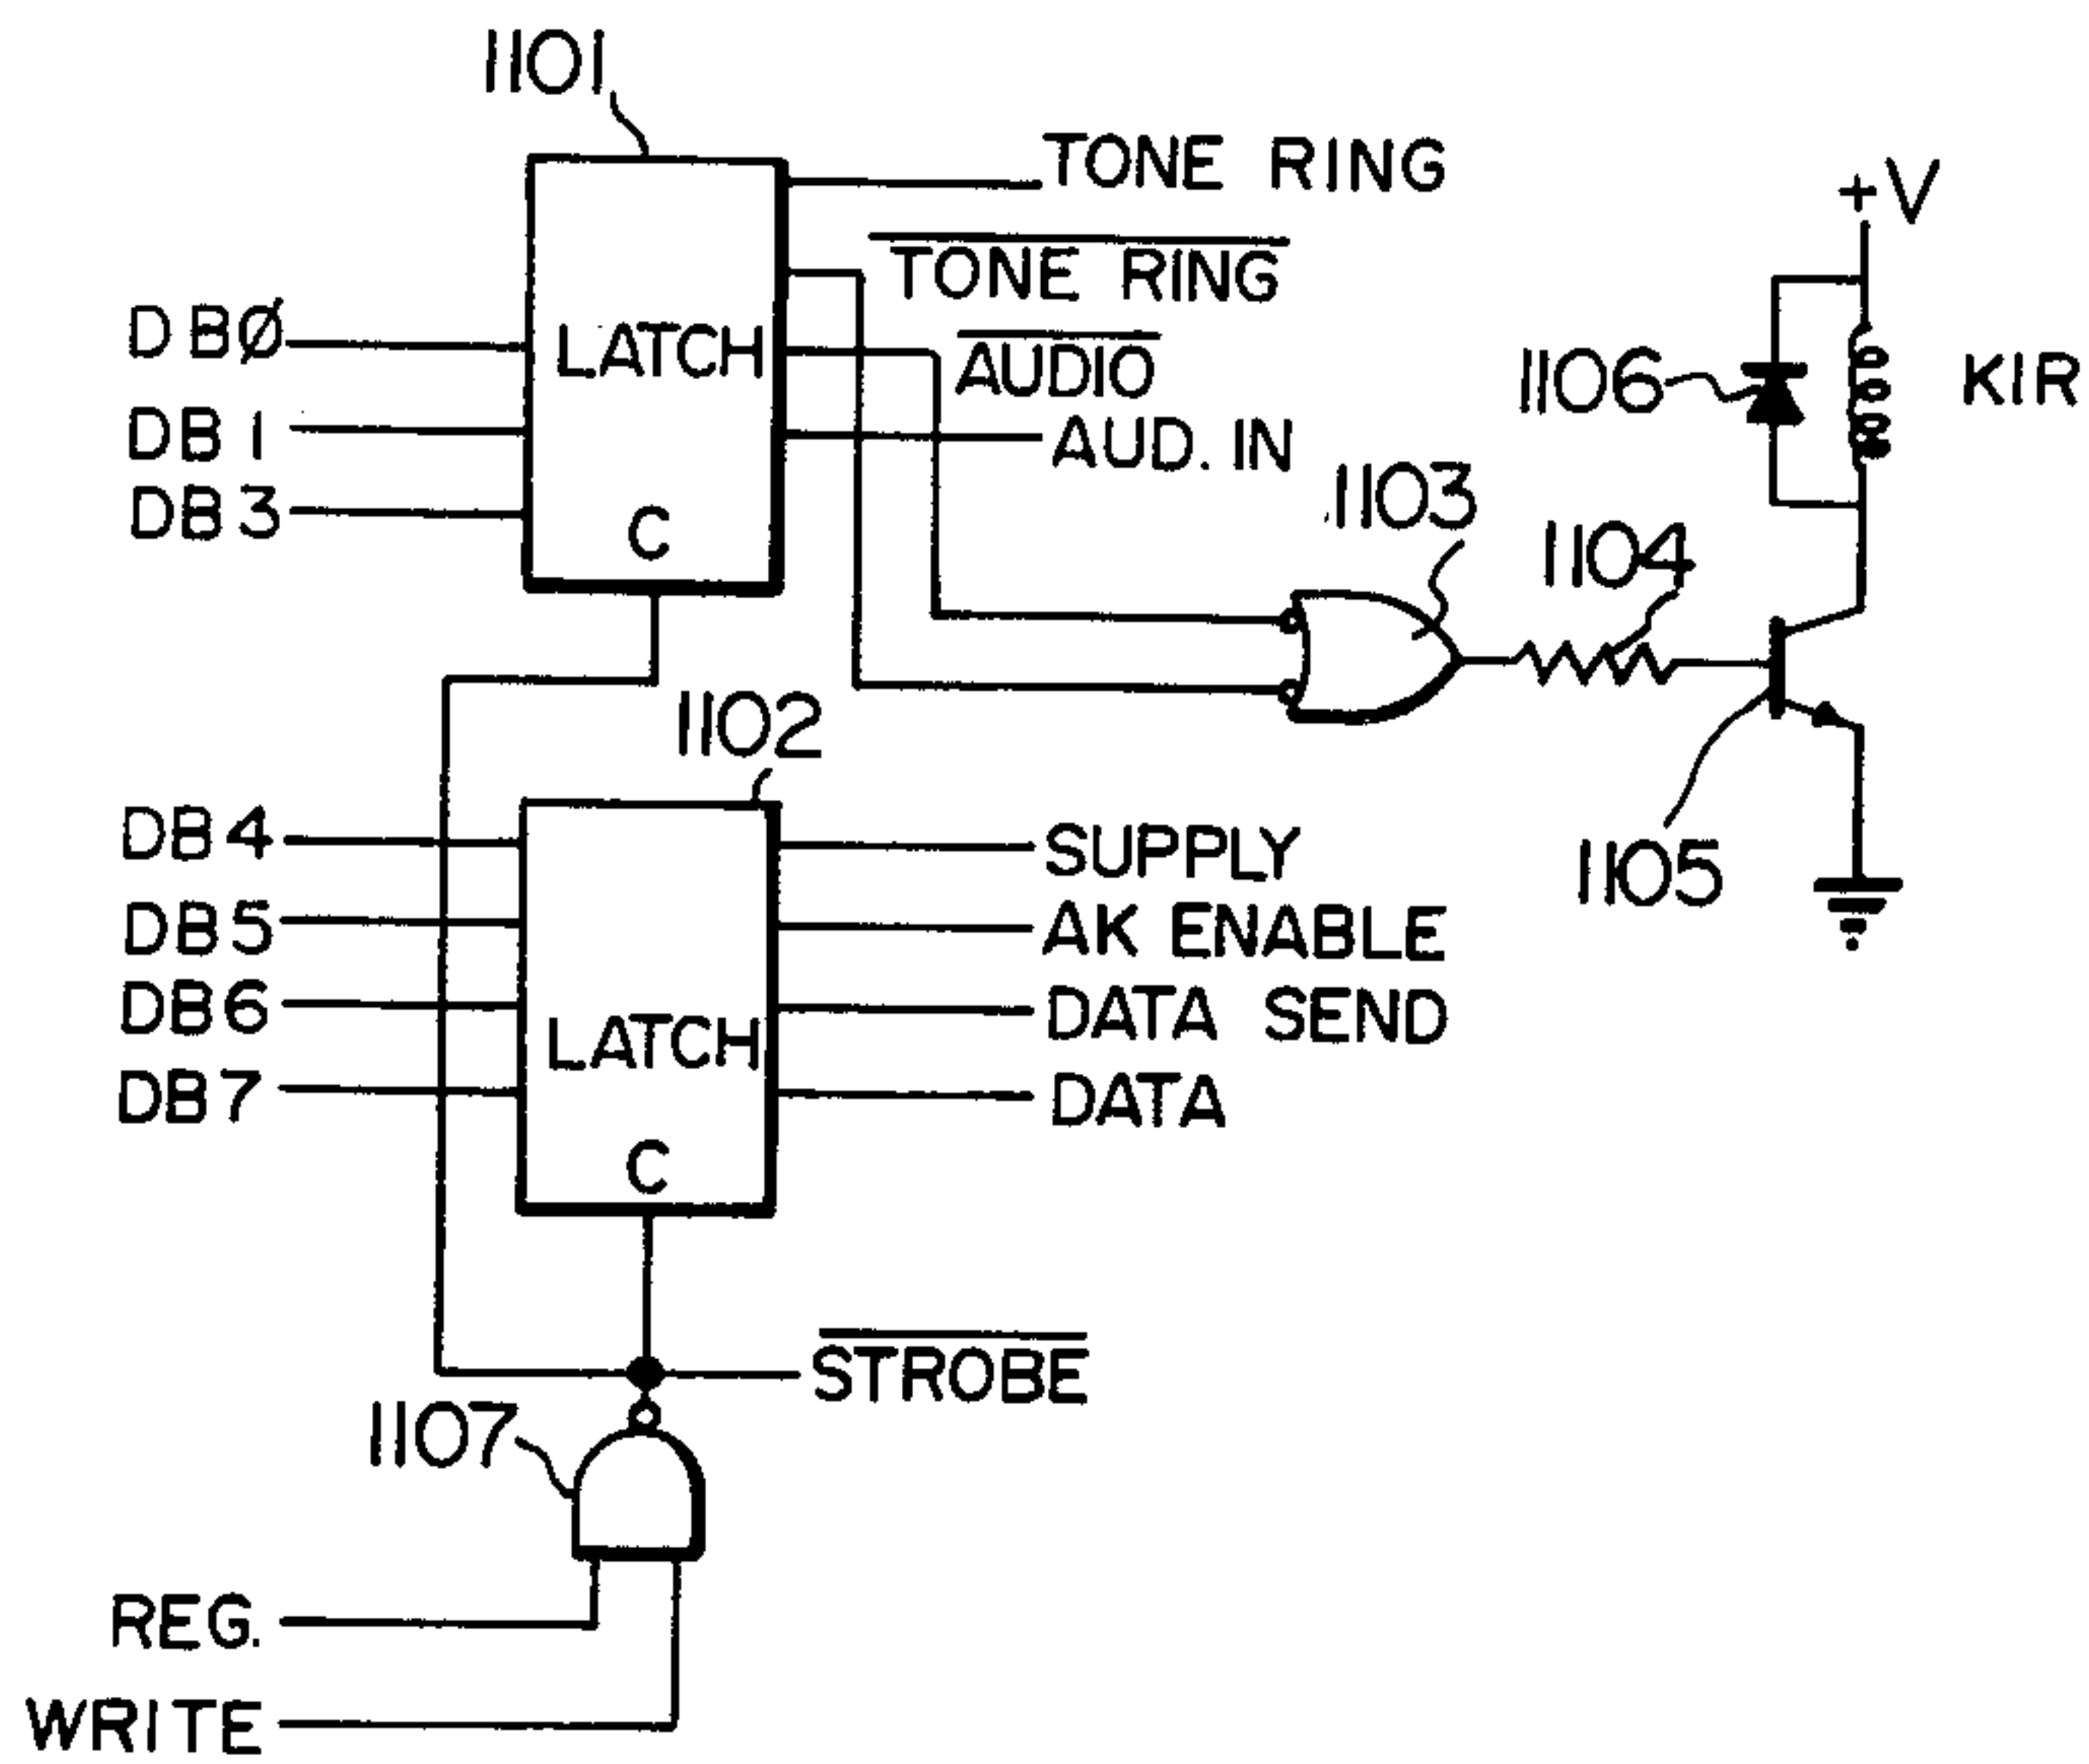 1101
TONE RING
TONE RING
AUDIO
AUD. IN
DBØ
DB1
DB3
LATCH
C
+V
1106
K1R
1103
1104
1105
1102
DB4
DB5
DB6
DB7
LATCH
C
SUPPLY
AK ENABLE
DATA SEND
DATA
STROBE
1107
REG.
WRITE